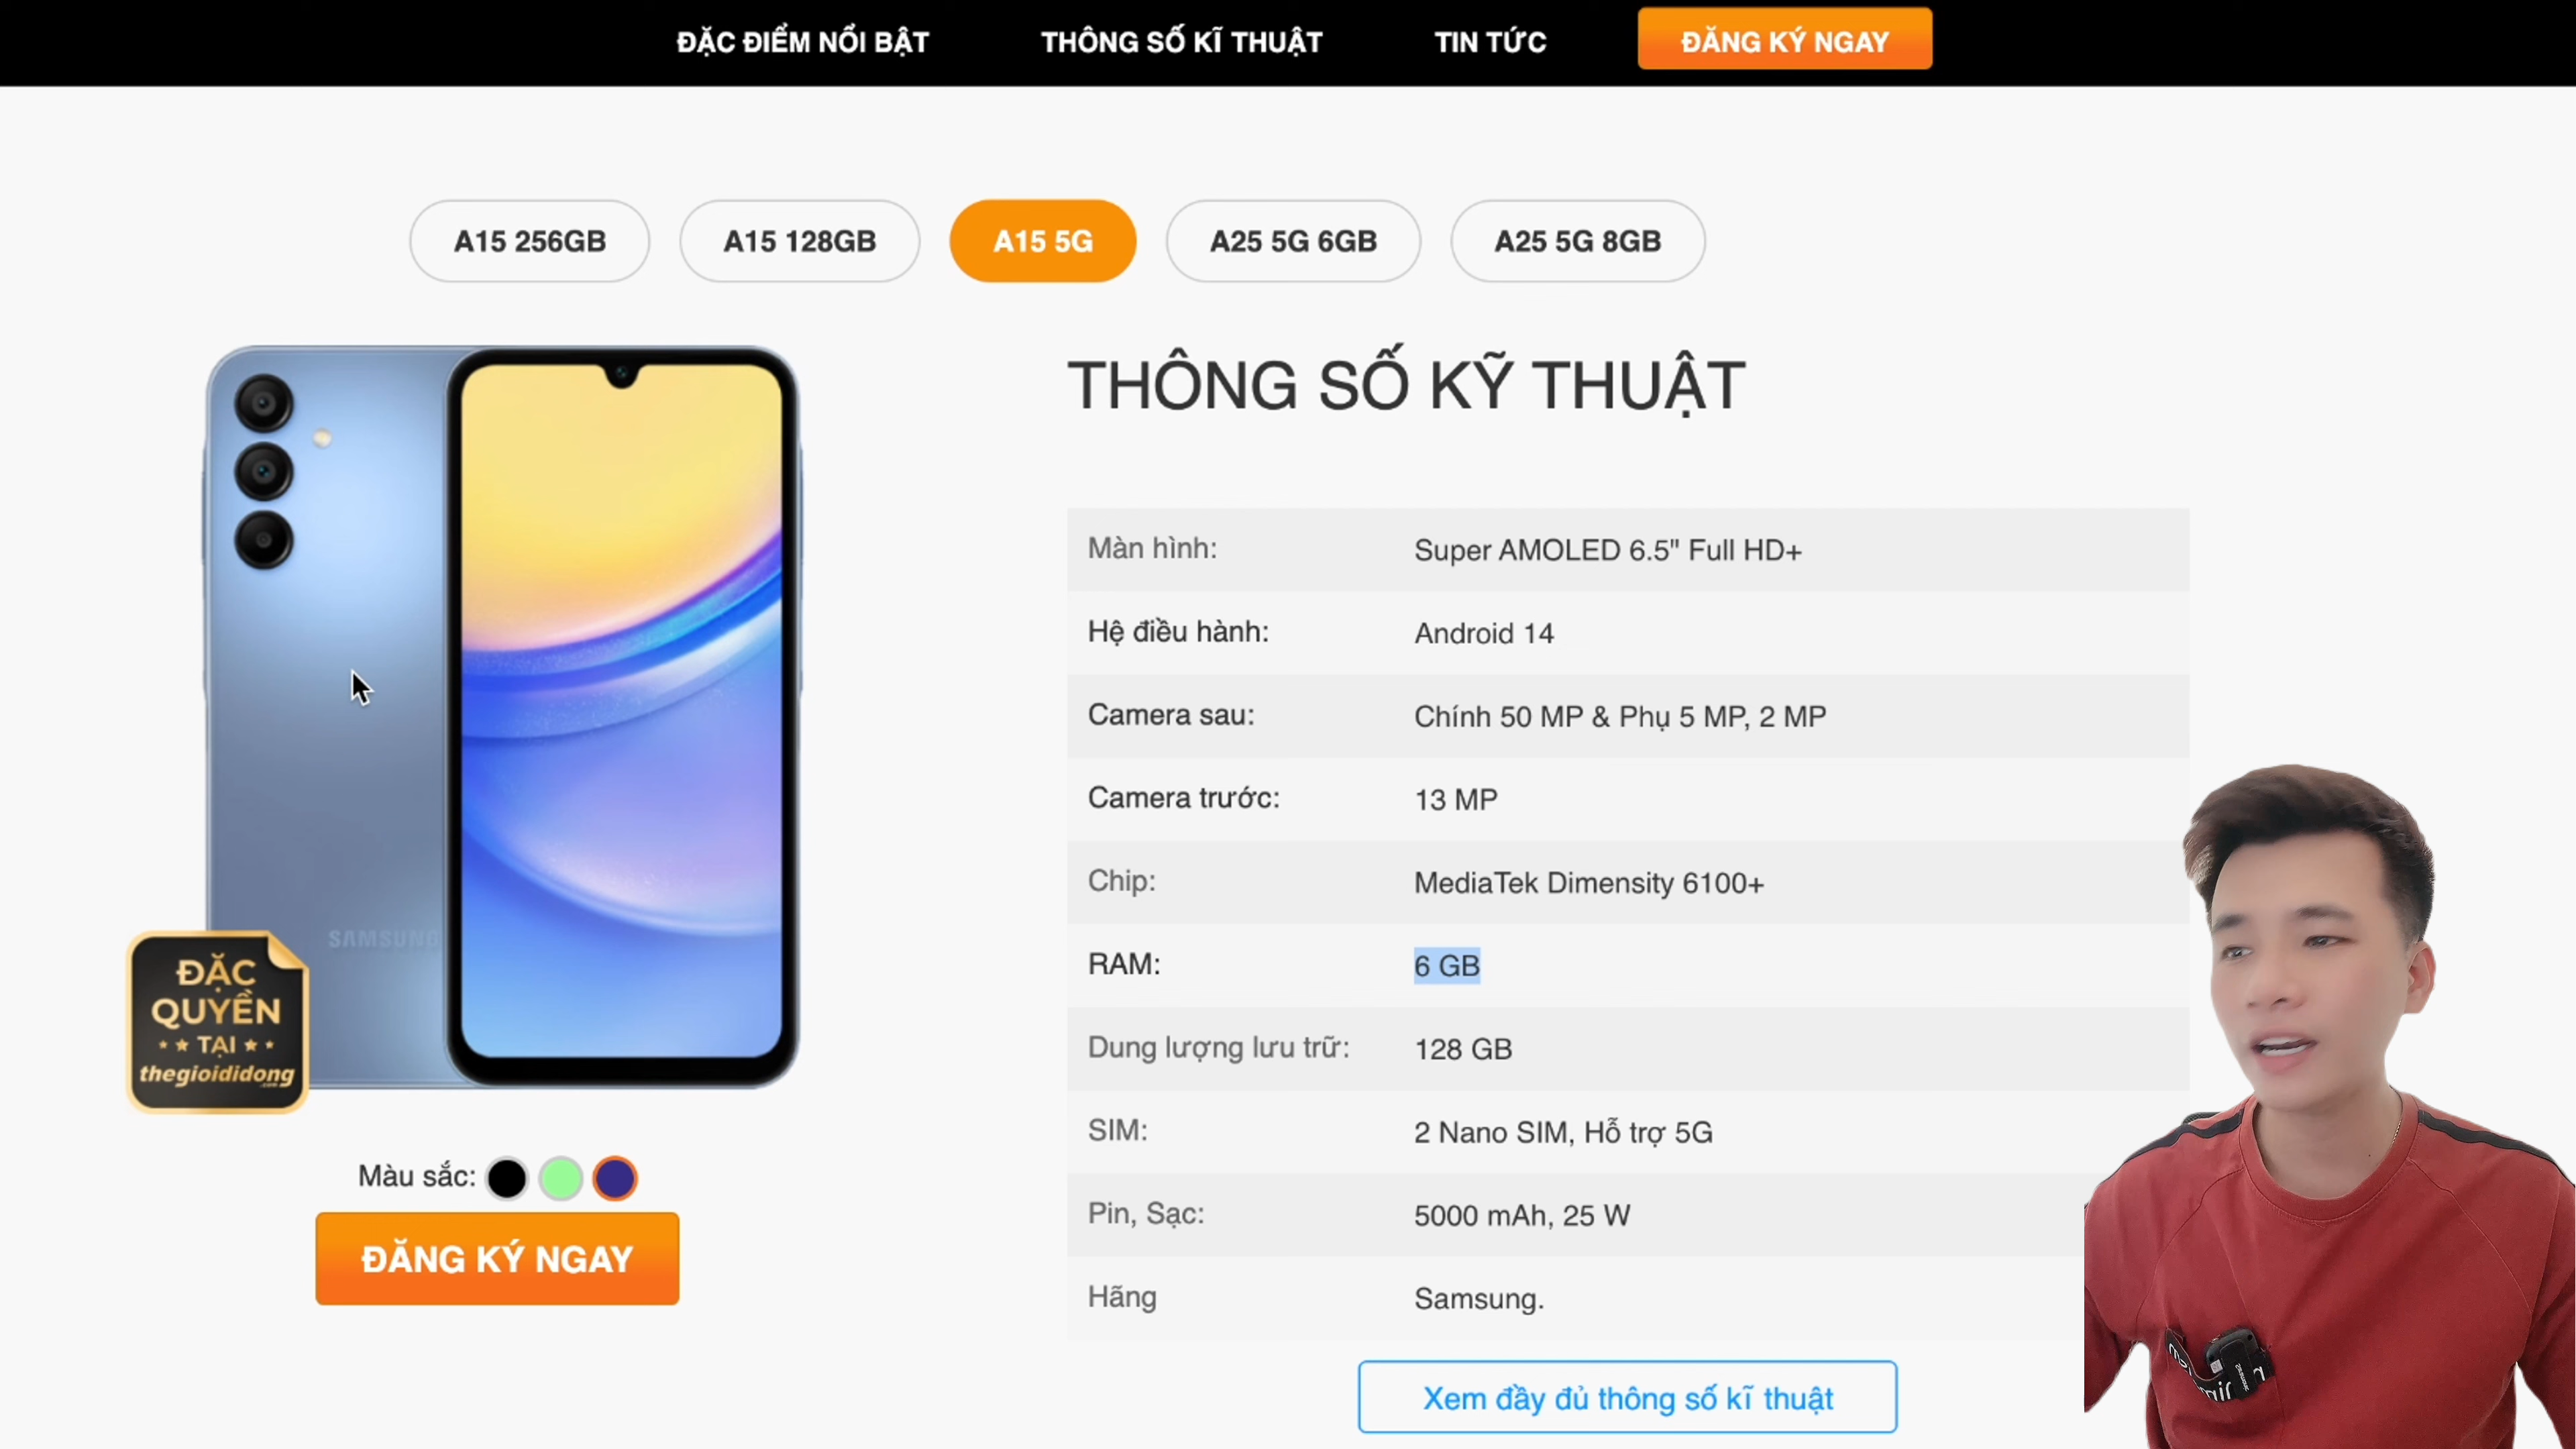 ĐẶC ĐIỂM NỔI BẬT
THÔNG SỐ KĨ THUẬT
TIN TỨC
ĐĂNG KÝ NGAY
A15 256GB
A15 128GB
A15 5G
A25 5G 6GB
A25 5G 8GB
THÔNG SỐ KỸ THUẬT
Màn hình: Super AMOLED 6.5" Full HD+
Hệ điều hành: Android 14
Camera sau: Chính 50 MP & Phụ 5 MP, 2 MP
Camera trước: 13 MP
Chip: MediaTek Dimensity 6100+
RAM: 6 GB
Dung lượng lưu trữ: 128 GB
SIM: 2 Nano SIM, Hỗ trợ 5G
Pin, Sạc: 5000 mAh, 25 W
Hãng Samsung.
Xem đầy đủ thông số kĩ thuật
SAMSUNG
ĐẶC
QUYỀN
TẠI
thegioididong
.com
Màu sắc:
ĐĂNG KÝ NGAY